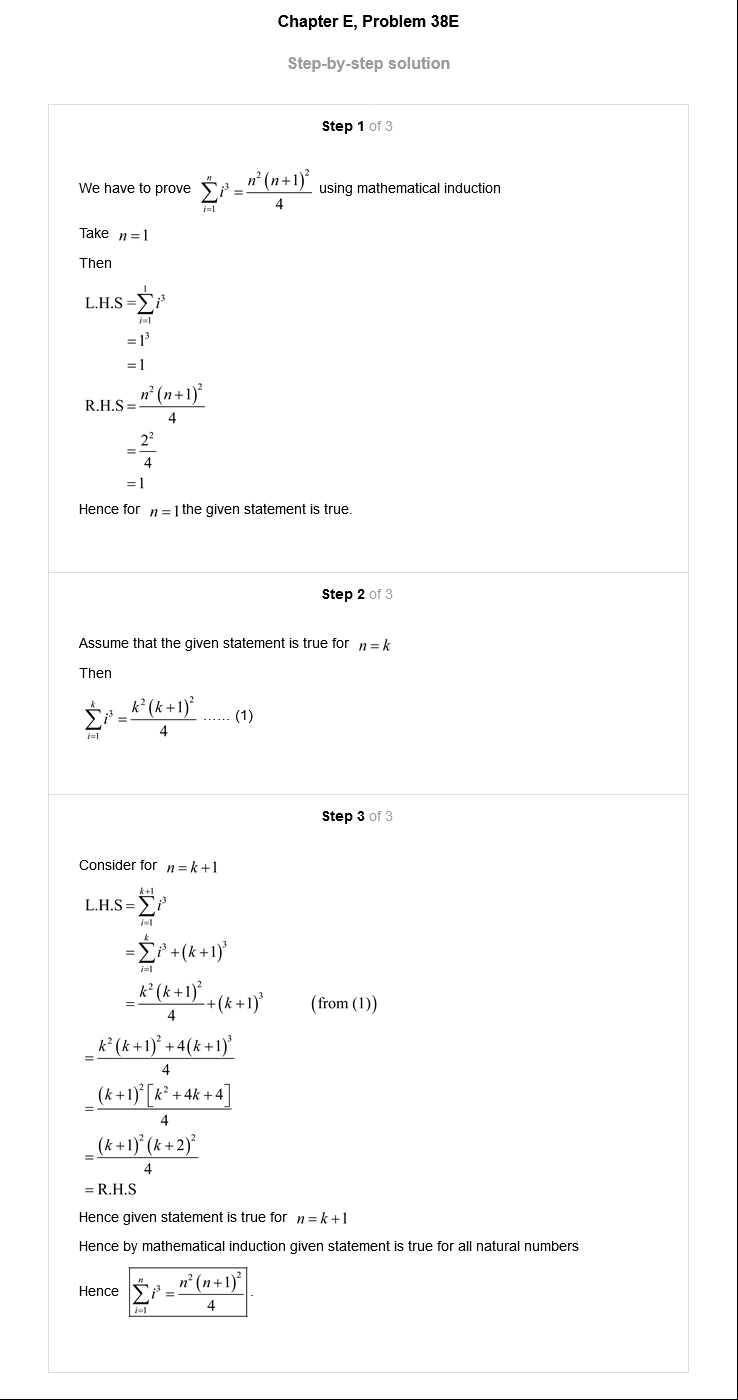 Chapter E, Problem 38E
Step-by-step solution
Step 1 of 3
We have to prove \sum_{i=1}^{n} i^3 = \frac{n^2(n+1)^2}{4} using mathematical induction
Take n = 1
Then
L.H.S = \sum_{i=1}^{1} i^3
= 1^3
= 1
R.H.S = \frac{n^2(n+1)^2}{4}
= \frac{2^2}{4}
= 1
Hence for n = 1 the given statement is true.
Step 2 of 3
Assume that the given statement is true for n = k
Then
\sum_{i=1}^{k} i^3 = \frac{k^2(k+1)^2}{4} ...... (1)
Step 3 of 3
Consider for n = k + 1
L.H.S = \sum_{i=1}^{k+1} i^3
= \sum_{i=1}^{k} i^3 + (k+1)^3
= \frac{k^2(k+1)^2}{4} + (k+1)^3 (from (1))
= \frac{k^2(k+1)^2 + 4(k+1)^3}{4}
= \frac{(k+1)^2[k^2 + 4k + 4]}{4}
= \frac{(k+1)^2(k+2)^2}{4}
= R.H.S
Hence given statement is true for n = k + 1
Hence by mathematical induction given statement is true for all natural numbers
Hence \sum_{i=1}^{n} i^3 = \frac{n^2(n+1)^2}{4} .